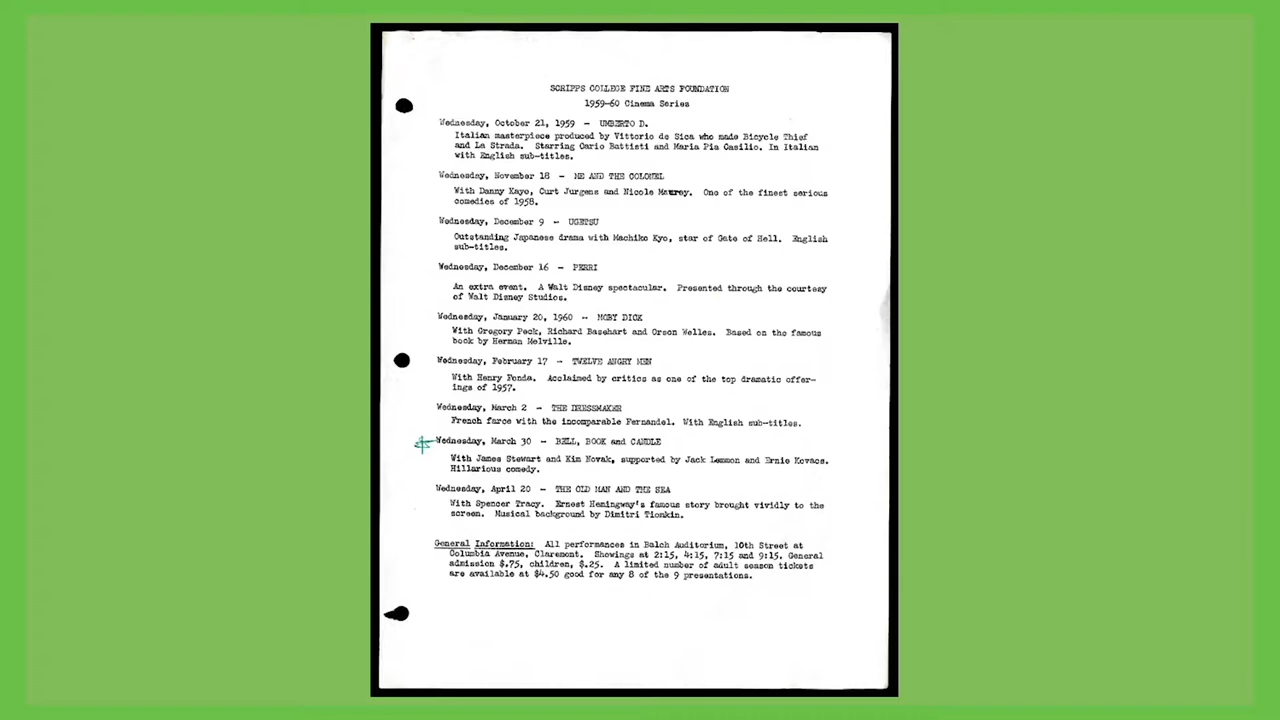 SCRIPPS COLLEGE FINE ARTS FOUNDATION
1959-60 Cinema Series
Wednesday, October 21, 1959 - UMBERTO D.
Italian masterpiece produced by Vittorio de Sica who made Bicycle Thief
and La Strada. Starring Cario Battisti and Maria Pia Casilio. In Italian
with English sub-titles.
Wednesday, November 18 - ME AND THE COLONEL
With Danny Kaye, Curt Jurgens and Nicole Maurey. One of the finest serious
comedies of 1958.
Wednesday, December 9 - UGETSU
Outstanding Japanese drama with Machiko Kyo, star of Gate of Hell. English
sub-titles.
Wednesday, December 16 - PERRI
An extra event. A Walt Disney spectacular. Presented through the courtesy
of Walt Disney Studios.
Wednesday, January 20, 1960 - MOBY DICK
With Gregory Peck, Richard Basehart and Orson Welles. Based on the famous
book by Herman Melville.
Wednesday, February 17 - TWELVE ANGRY MEN
With Henry Fonda. Acclaimed by critics as one of the top dramatic offer-
ings of 1957.
Wednesday, March 2 - THE DRESSMAKER
French farce with the incomparable Fernandel. With English sub-titles.
Wednesday, March 30 - BELL, BOOK and CANDLE
With James Stewart and Kim Novak, supported by Jack Lemmon and Ernie Kovacs.
Hillarious comedy.
Wednesday, April 20 - THE OLD MAN AND THE SEA
With Spencer Tracy. Ernest Hemingway's famous story brought vividly to the
screen. Musical background by Dimitri Tiomkin.
General Information: All performances in Balch Auditorium, 10th Street at
Columbia Avenue, Claremont. Showings at 2:15, 4:15, 7:15 and 9:15. General
admission $.75, children, $.25. A limited number of adult season tickets
are available at $4.50 good for any 8 of the 9 presentations.